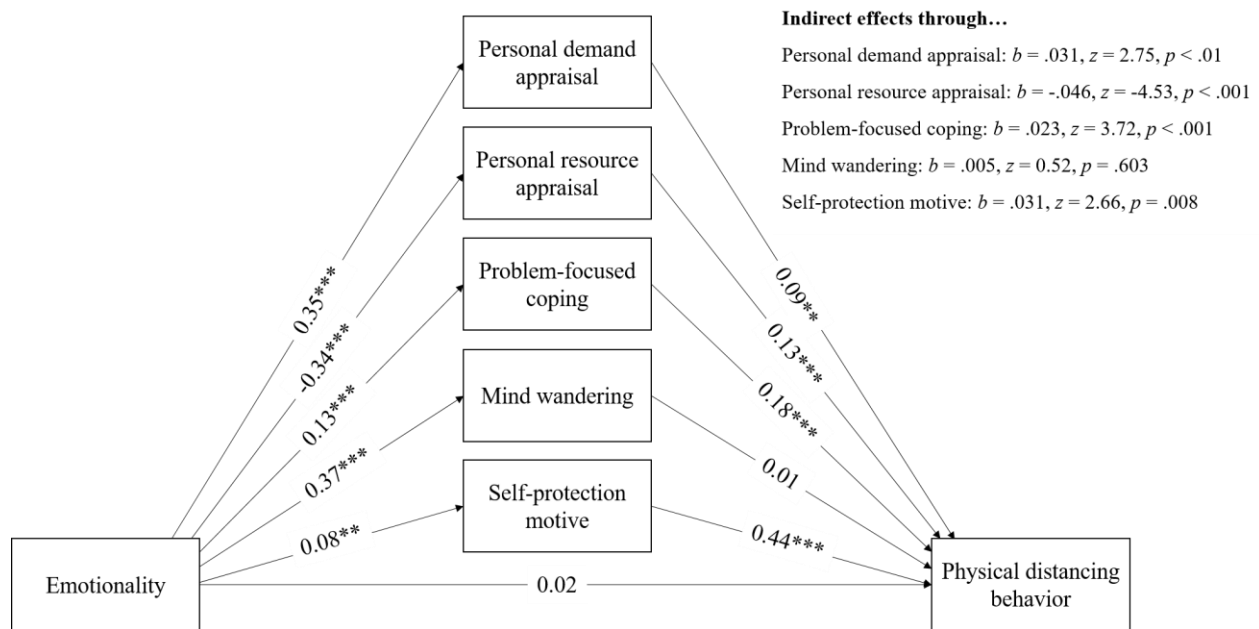 Indirect effects through…
Personal demand appraisal: b = .031, z = 2.75, p < .01
Personal resource appraisal: b = -.046, z = -4.53, p < .001
Problem-focused coping: b = .023, z = 3.72, p < .001
Mind wandering: b = .005, z = 0.52, p = .603
Self-protection motive: b = .031, z = 2.66, p = .008
Personal demand
appraisal
Personal resource
appraisal
Problem-focused
coping
Mind wandering
Self-protection
motive
0.35***
-0.34***
0.13***
0.37***
0.08**
0.09**
0.13***
0.18***
0.01
0.44***
Emotionality
0.02
Physical distancing
behavior